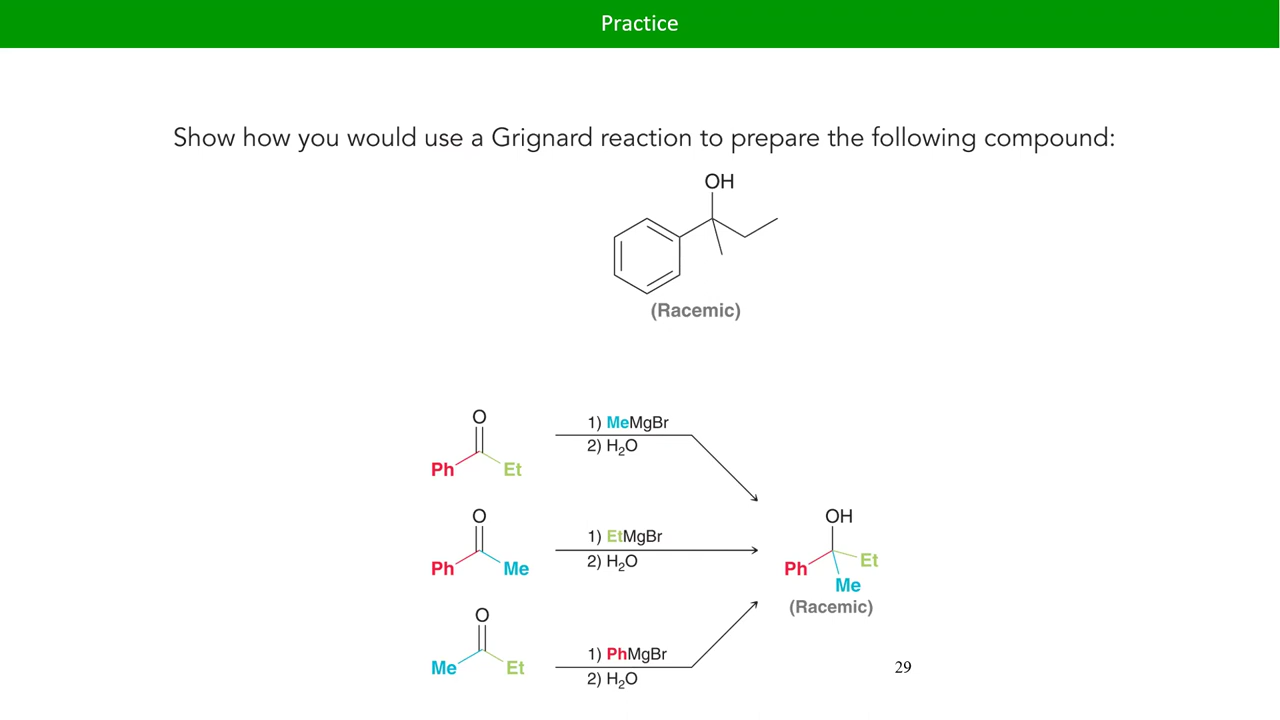 Practice
Show how you would use a Grignard reaction to prepare the following compound:
OH
(Racemic)
O
Ph Et
1) MeMgBr
2) H₂O
O
Ph Me
1) EtMgBr
2) H₂O
OH
Ph Et
Me
(Racemic)
O
Me Et
1) PhMgBr
2) H₂O
29